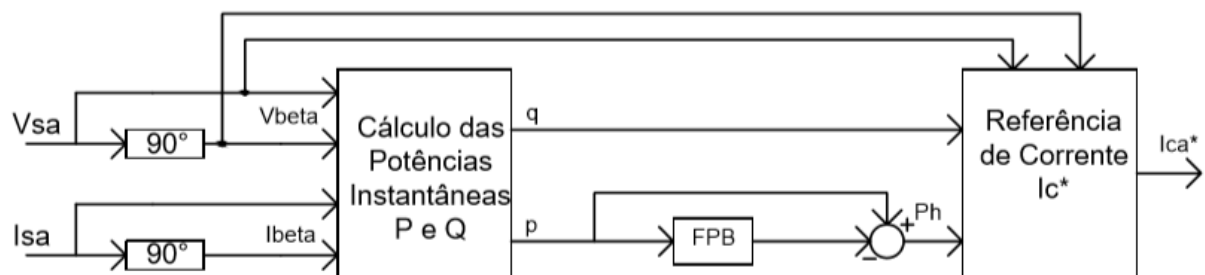 Vsa
90°
Vbeta
Isa
90°
Ibeta
Cálculo das
Potências
Instantâneas
P e Q
q
p
FPB
+
−
Ph
Referência
de Corrente
Ic*
Ica*